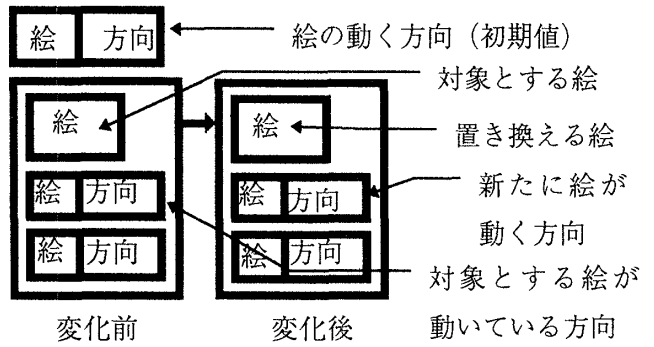 絵 方向 絵の動く方向（初期値）
対象とする絵
絵 絵 置き換える絵
絵 方向 絵 方向 新たに絵が
動く方向
絵 方向 絵 方向 対象とする絵が
変化前 変化後 動いている方向